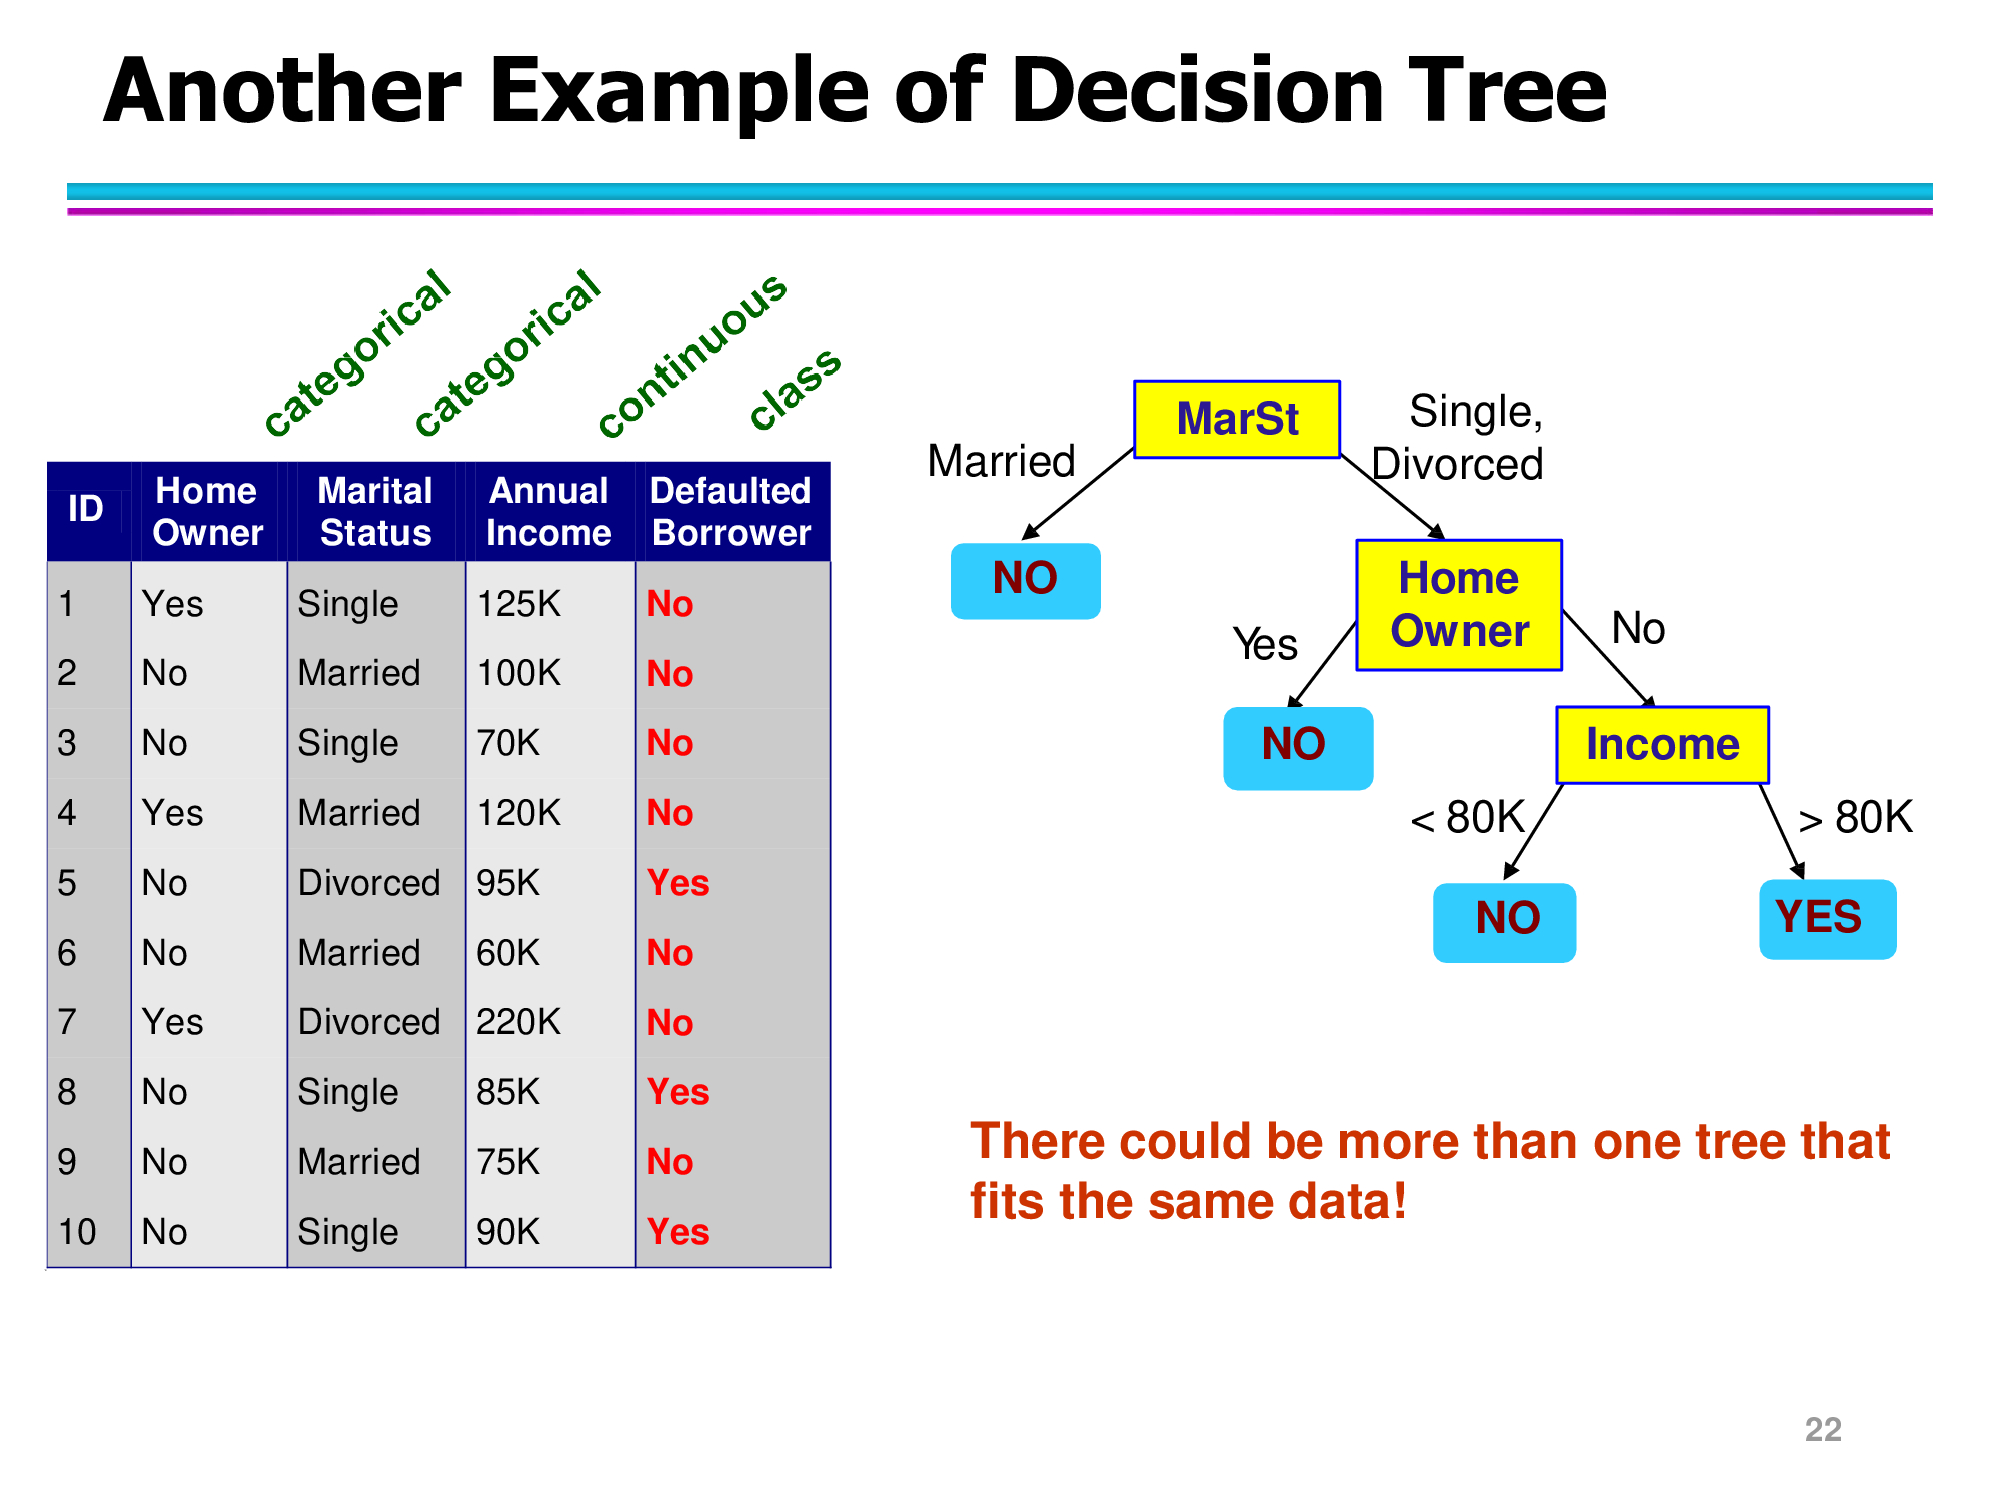 Another Example of Decision Tree
categorical
categorical
continuous
class
ID Home Owner Marital Status Annual Income Defaulted Borrower
1 Yes Single 125K No
2 No Married 100K No
3 No Single 70K No
4 Yes Married 120K No
5 No Divorced 95K Yes
6 No Married 60K No
7 Yes Divorced 220K No
8 No Single 85K Yes
9 No Married 75K No
10 No Single 90K Yes
MarSt
Married
Single,
Divorced
NO
Home
Owner
Yes
No
NO
Income
< 80K
> 80K
NO
YES
There could be more than one tree that
fits the same data!
22